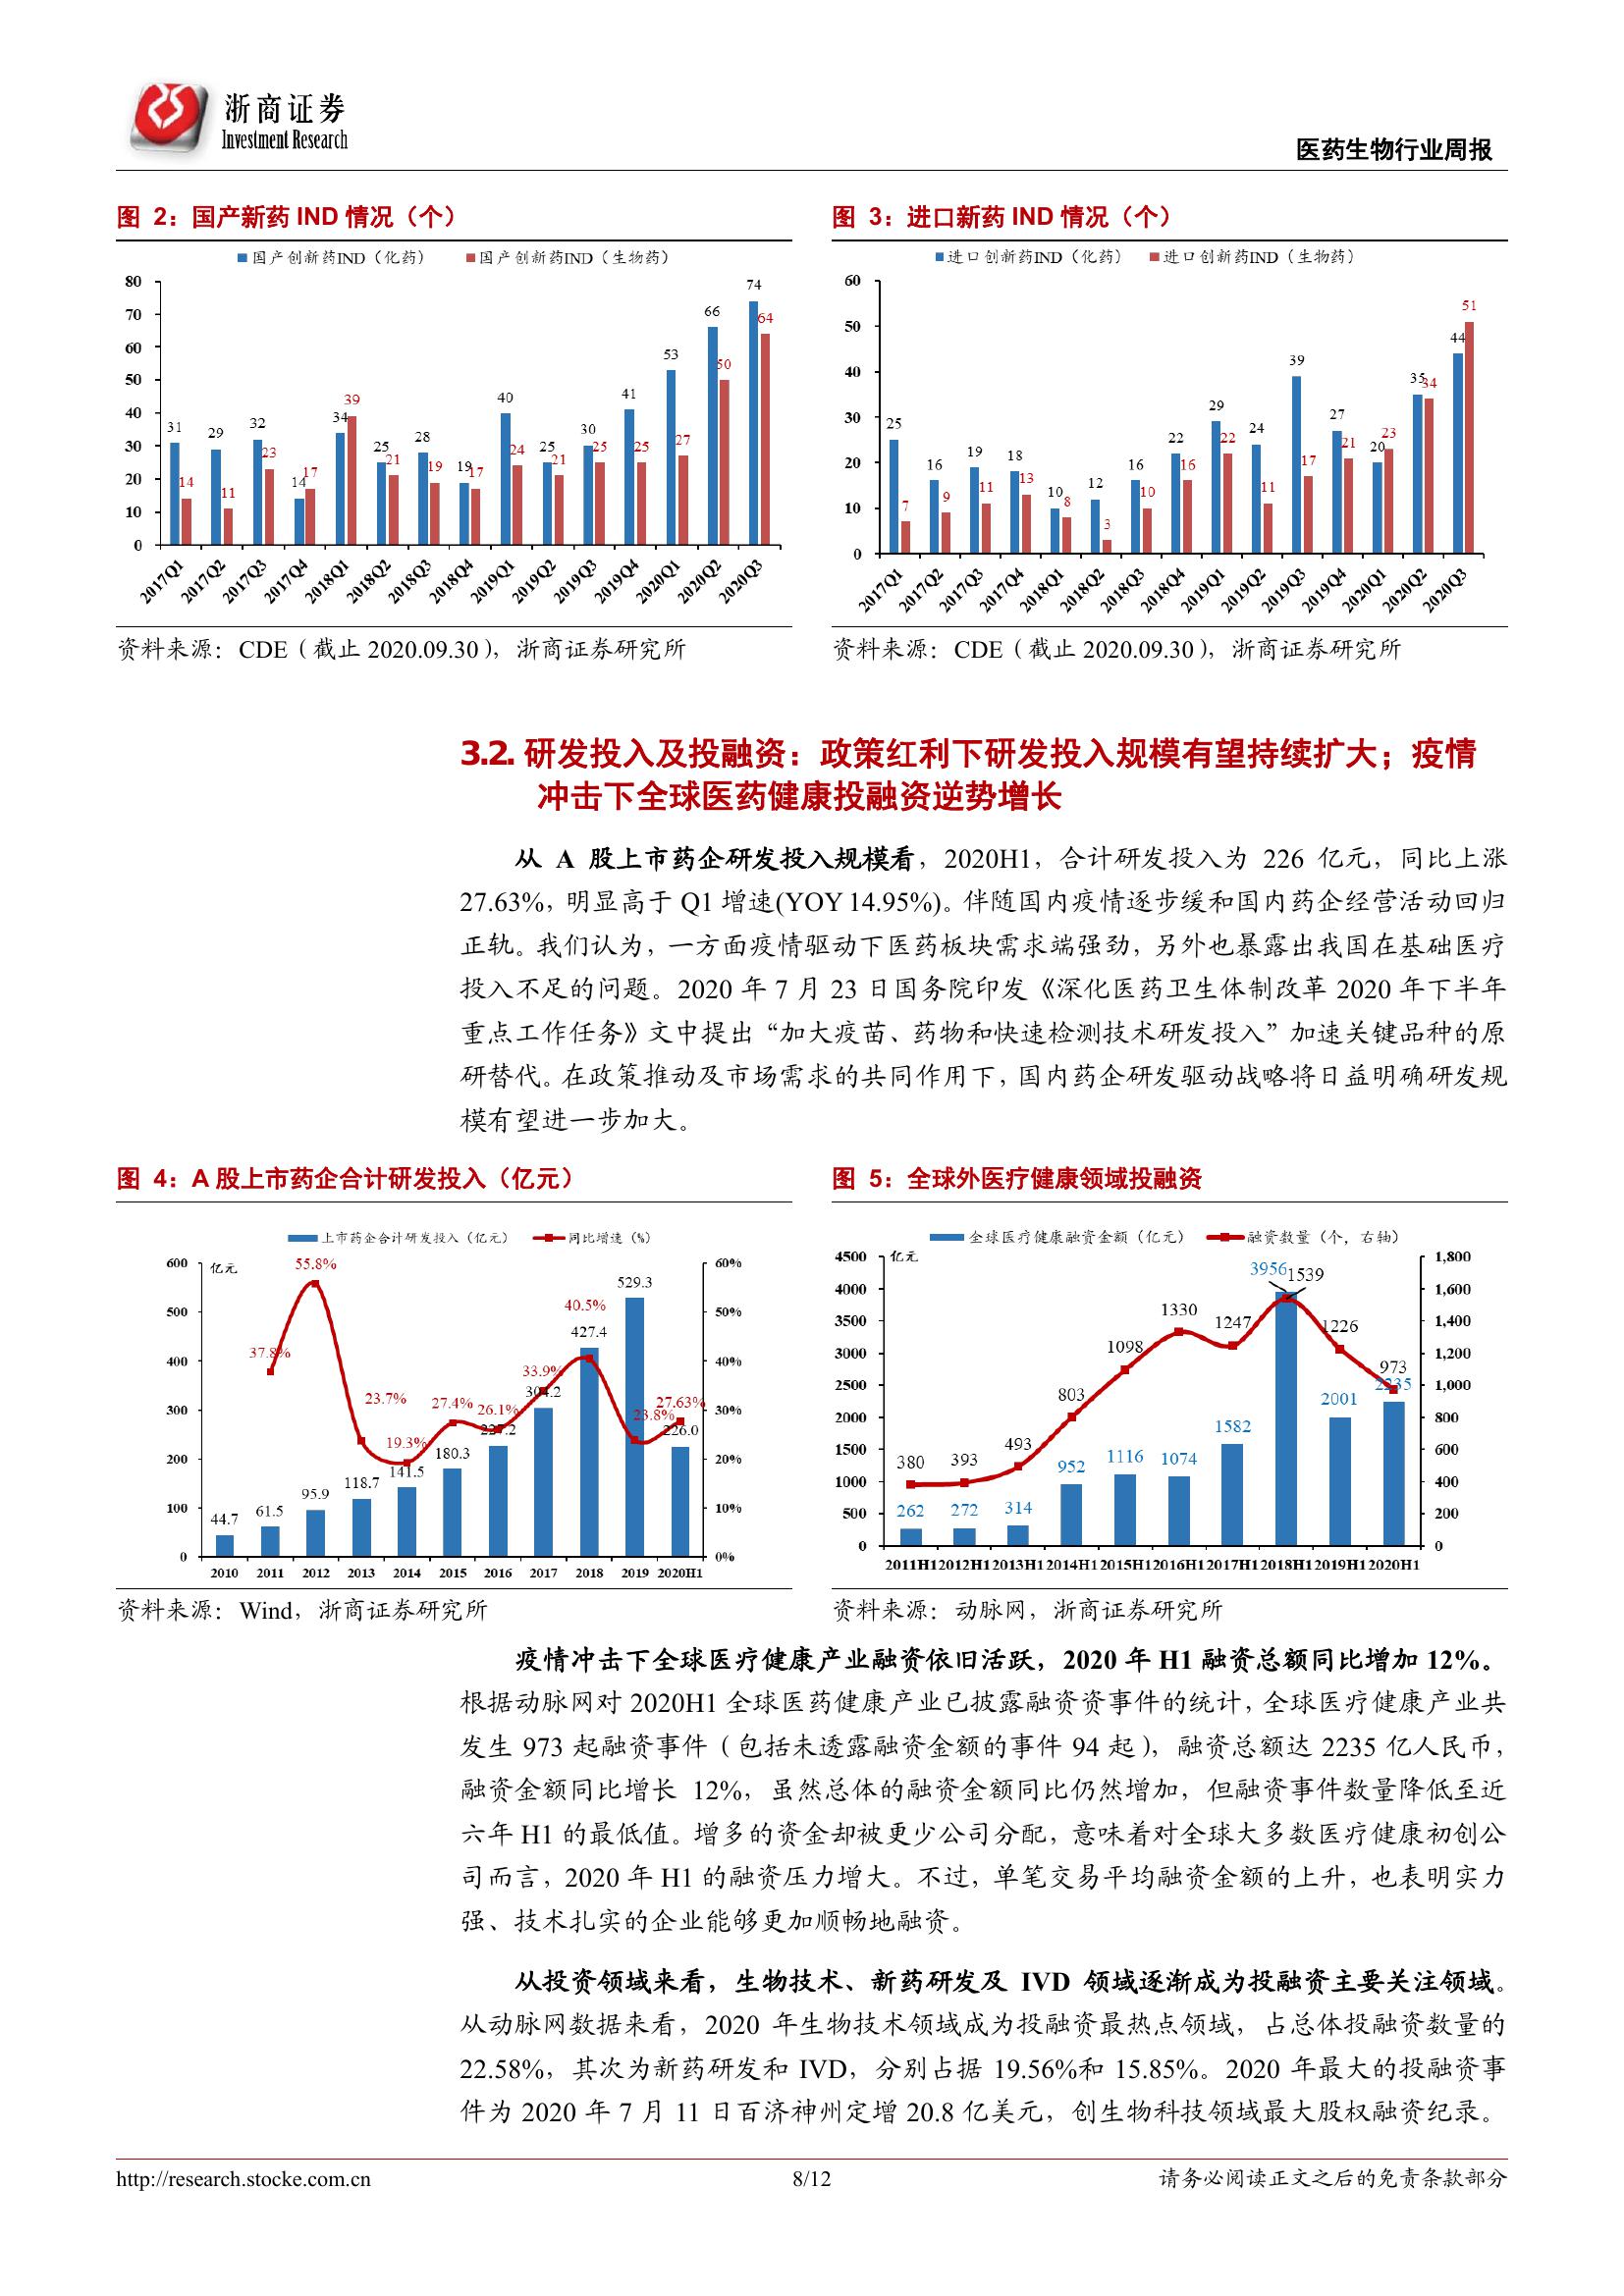 浙商证券
Investment Research
医药生物行业周报
图 2：国产新药 IND 情况（个）
国产创新药IND（化药） 国产创新药IND（生物药）
80
70
60
50
40
30
20
10
0
31 29 32 14 34 25 28 19 40 25 30 41 53 66 74
14 11 23 17 39 21 19 17 24 21 25 25 27 50 64
2017Q1 2017Q2 2017Q3 2017Q4 2018Q1 2018Q2 2018Q3 2018Q4 2019Q1 2019Q2 2019Q3 2019Q4 2020Q1 2020Q2 2020Q3
资料来源：CDE（截止 2020.09.30），浙商证券研究所
图 3：进口新药 IND 情况（个）
进口创新药IND（化药） 进口创新药IND（生物药）
60
50
40
30
20
10
0
25 16 19 18 10 12 16 22 29 24 39 27 20 35 44
7 9 11 13 8 3 10 16 22 11 17 21 23 34 51
2017Q1 2017Q2 2017Q3 2017Q4 2018Q1 2018Q2 2018Q3 2018Q4 2019Q1 2019Q2 2019Q3 2019Q4 2020Q1 2020Q2 2020Q3
资料来源：CDE（截止 2020.09.30），浙商证券研究所
3.2. 研发投入及投融资：政策红利下研发投入规模有望持续扩大；疫情
冲击下全球医药健康投融资逆势增长
从 A 股上市药企研发投入规模看，2020H1，合计研发投入为 226 亿元，同比上涨
27.63%，明显高于 Q1 增速(YOY 14.95%)。伴随国内疫情逐步缓和国内药企经营活动回归
正轨。我们认为，一方面疫情驱动下医药板块需求端强劲，另外也暴露出我国在基础医疗
投入不足的问题。2020 年 7 月 23 日国务院印发《深化医药卫生体制改革 2020 年下半年
重点工作任务》文中提出“加大疫苗、药物和快速检测技术研发投入”加速关键品种的原
研替代。在政策推动及市场需求的共同作用下，国内药企研发驱动战略将日益明确研发规
模有望进一步加大。
图 4：A 股上市药企合计研发投入（亿元）
上市药企合计研发投入（亿元） 同比增速（%）
亿元
600
500
400
300
200
100
0
60%
50%
40%
30%
20%
10%
0%
37.8% 55.8% 23.7% 19.3% 27.4% 26.1% 33.9% 40.5% 23.8% 27.63%
44.7 61.5 95.9 118.7 141.5 180.3 227.2 304.2 427.4 529.3 226.0
2010 2011 2012 2013 2014 2015 2016 2017 2018 2019 2020H1
资料来源：Wind，浙商证券研究所
图 5：全球外医疗健康领域投融资
全球医疗健康融资金额（亿元） 融资数量（个，右轴）
亿元
4500
4000
3500
3000
2500
2000
1500
1000
500
0
1,800
1,600
1,400
1,200
1,000
800
600
400
200
0
380 393 493 803 1098 1330 1247 1539 1226 973
262 272 314 952 1116 1074 1582 3956 2001 2235
2011H1 2012H1 2013H1 2014H1 2015H1 2016H1 2017H1 2018H1 2019H1 2020H1
资料来源：动脉网，浙商证券研究所
疫情冲击下全球医疗健康产业融资依旧活跃，2020 年 H1 融资总额同比增加 12%。
根据动脉网对 2020H1 全球医药健康产业已披露融资资事件的统计，全球医疗健康产业共
发生 973 起融资事件（包括未透露融资金额的事件 94 起），融资总额达 2235 亿人民币，
融资金额同比增长 12%，虽然总体的融资金额同比仍然增加，但融资事件数量降低至近
六年 H1 的最低值。增多的资金却被更少公司分配，意味着对全球大多数医疗健康初创公
司而言，2020 年 H1 的融资压力增大。不过，单笔交易平均融资金额的上升，也表明实力
强、技术扎实的企业能够更加顺畅地融资。
从投资领域来看，生物技术、新药研发及 IVD 领域逐渐成为投融资主要关注领域。
从动脉网数据来看，2020 年生物技术领域成为投融资最热点领域，占总体投融资数量的
22.58%，其次为新药研发和 IVD，分别占据 19.56%和 15.85%。2020 年最大的投融资事
件为 2020 年 7 月 11 日百济神州定增 20.8 亿美元，创生物科技领域最大股权融资纪录。
http://research.stocke.com.cn
8/12
请务必阅读正文之后的免责条款部分